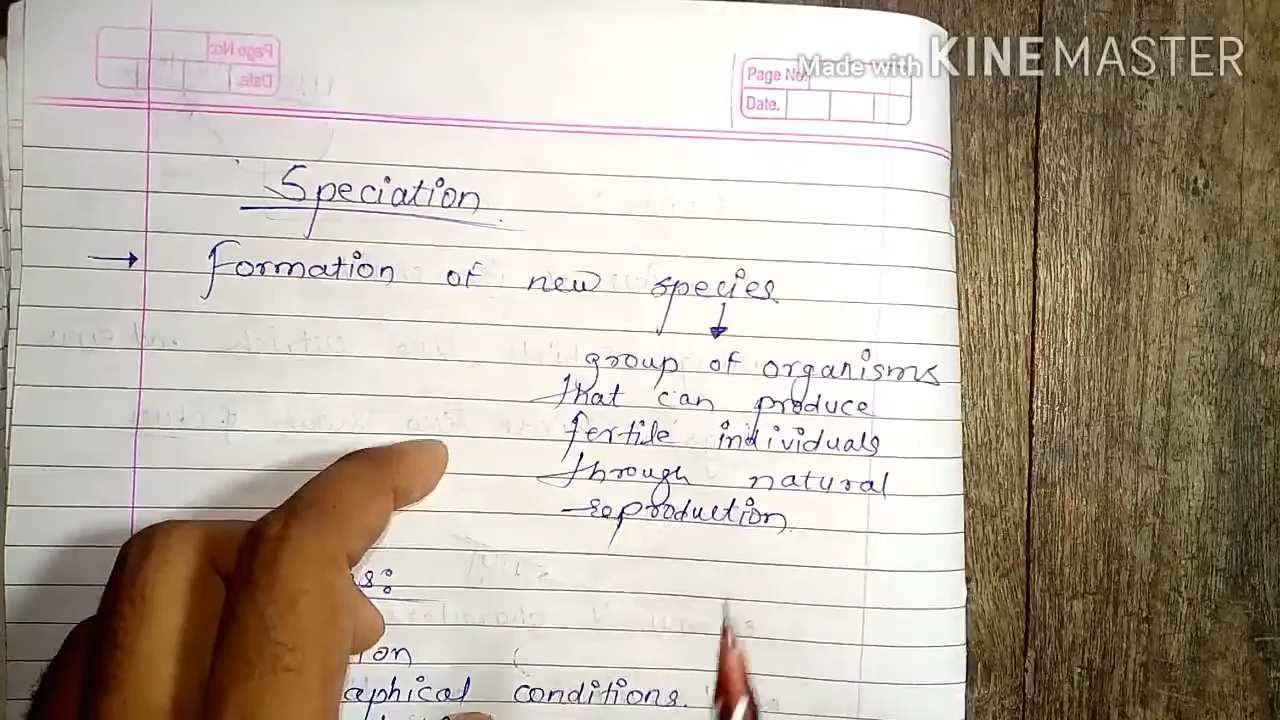 Made with KINEMASTER
Page No:
Date.
Speciation
→ Formation of new species
group of organisms
that can produce
fertile individuals
through natural
reproduction
s:
ion
aphical conditions.